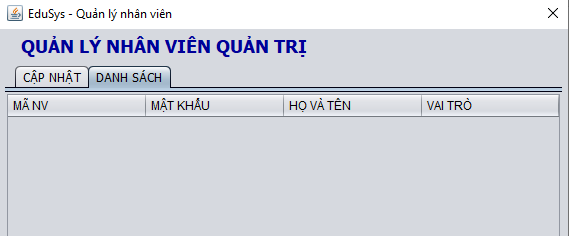 EduSys - Quản lý nhân viên
QUẢN LÝ NHÂN VIÊN QUẢN TRỊ
CẬP NHẬT DANH SÁCH
MÃ NV MẬT KHẨU HỌ VÀ TÊN VAI TRÒ